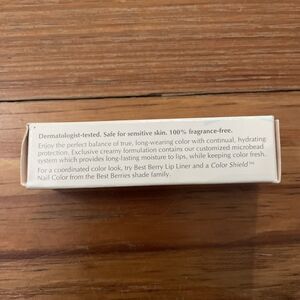 Dermatologist-tested. Safe for sensitive skin. 100% fragrance-free.
Enjoy the perfect balance of true, long-wearing color with continual, hydrating
protection. Exclusive creamy formulation contains our customized microbead
system which provides long-lasting moisture to lips, while keeping color fresh.
For a coordinated color look, try Best Berry Lip Liner and a Color Shield™
Nail Color from the Best Berries shade family.